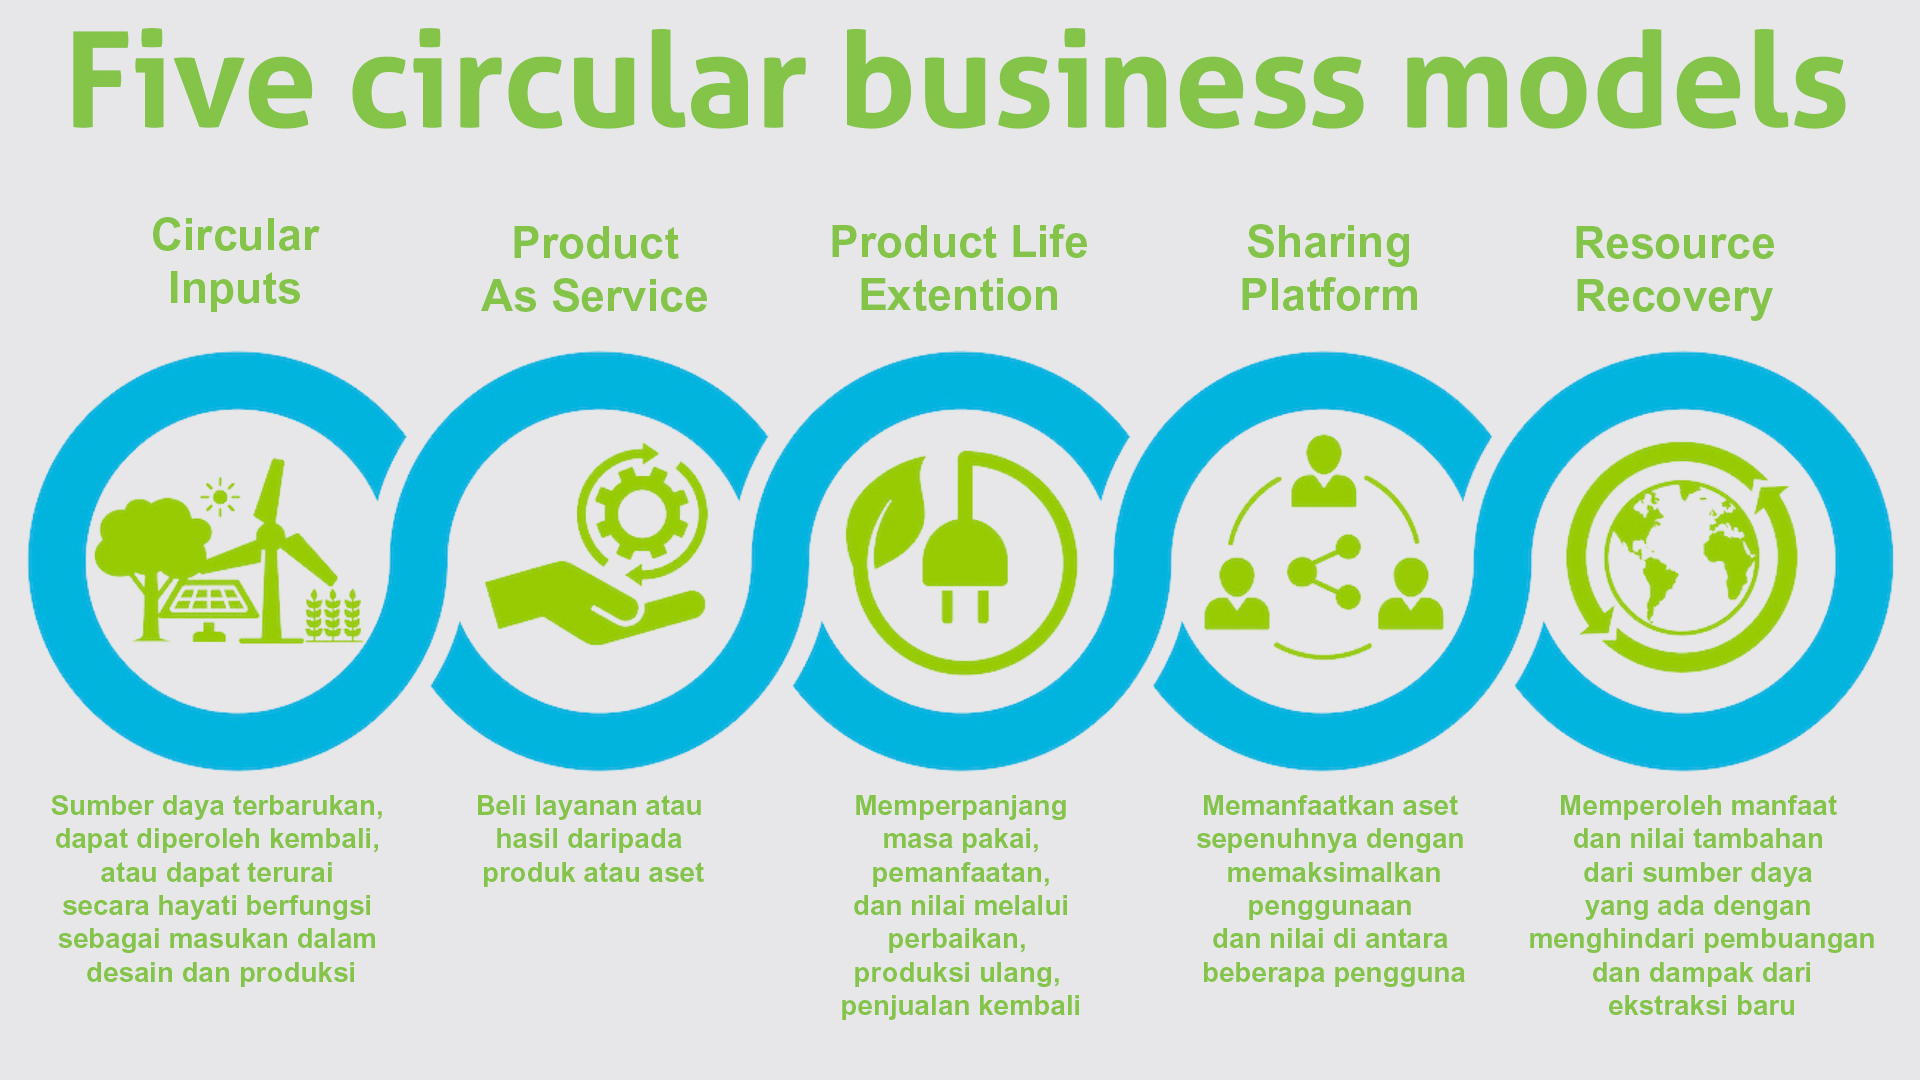 Five circular business models
Circular
Inputs
Product
As Service
Product Life
Extention
Sharing
Platform
Resource
Recovery
Sumber daya terbarukan,
dapat diperoleh kembali,
atau dapat terurai
secara hayati berfungsi
sebagai masukan dalam
desain dan produksi
Beli layanan atau
hasil daripada
produk atau aset
Memperpanjang
masa pakai,
pemanfaatan,
dan nilai melalui
perbaikan,
produksi ulang,
penjualan kembali
Memanfaatkan aset
sepenuhnya dengan
memaksimalkan
penggunaan
dan nilai di antara
beberapa pengguna
Memperoleh manfaat
dan nilai tambahan
dari sumber daya
yang ada dengan
menghindari pembuangan
dan dampak dari
ekstraksi baru